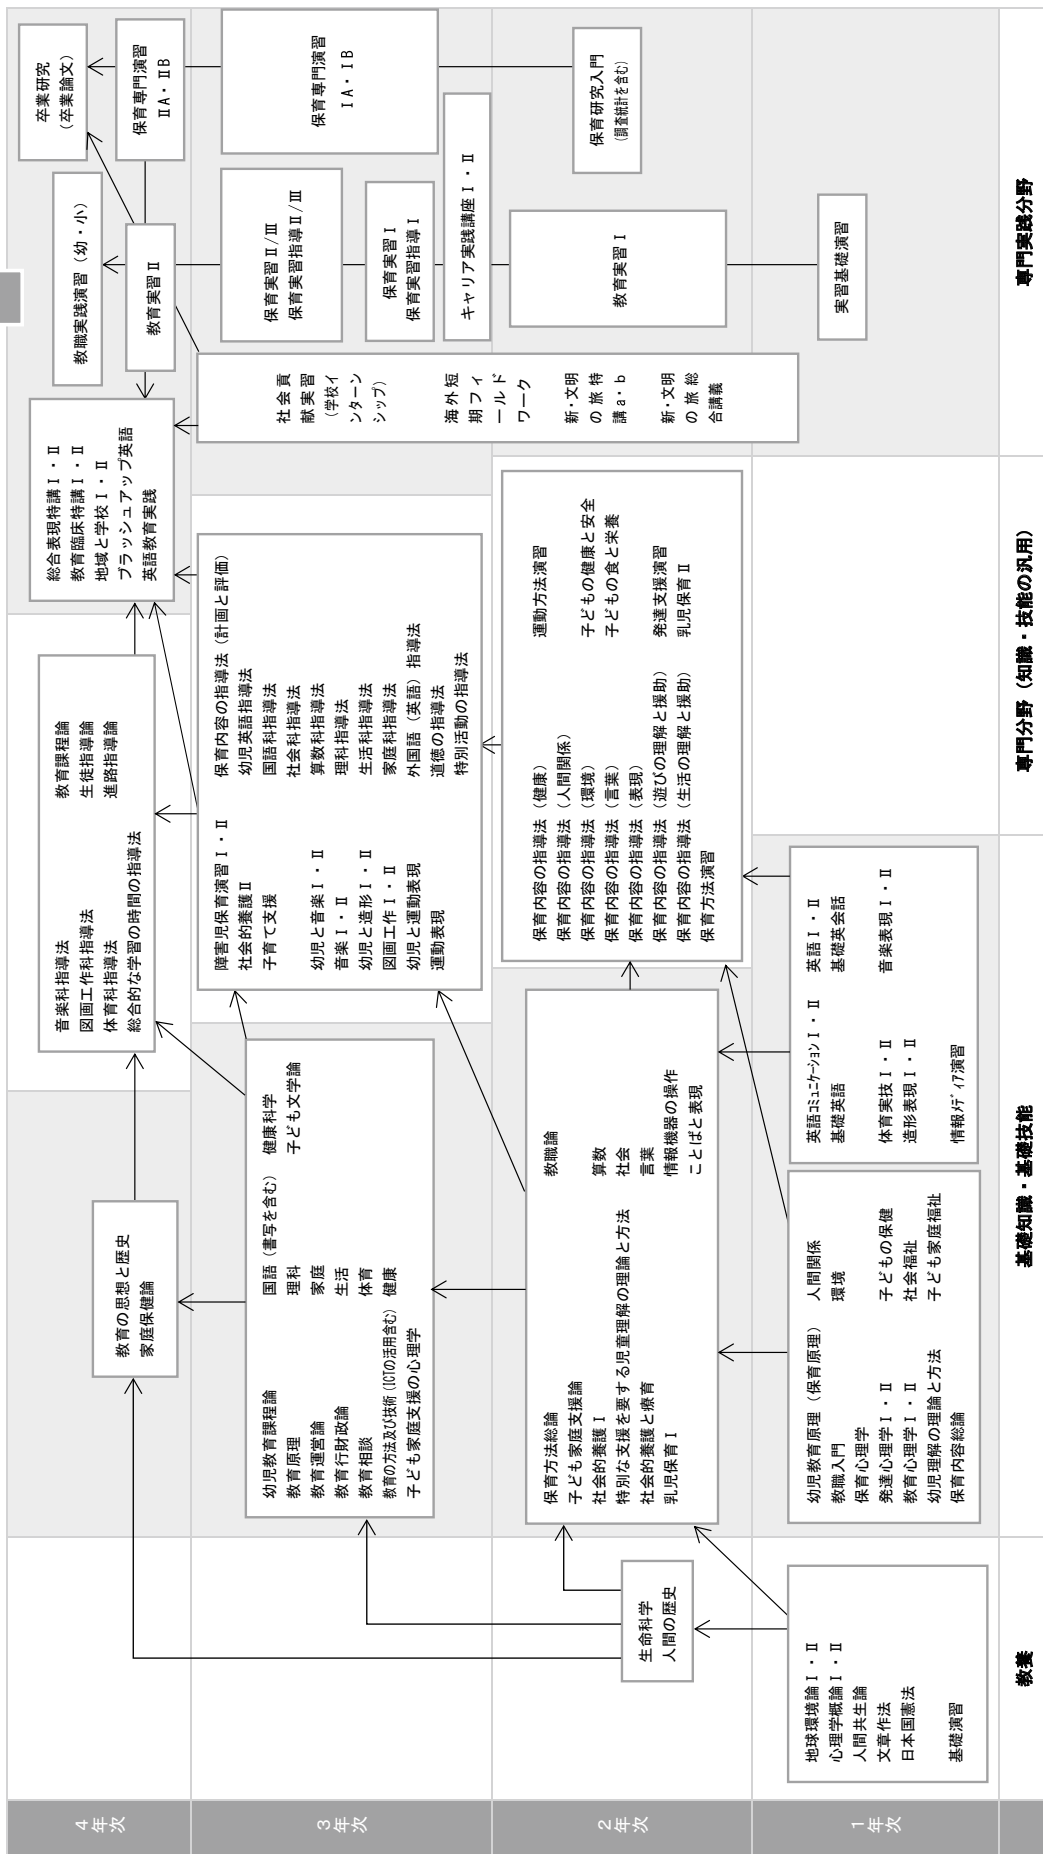 4年次
3年次
2年次
1年次
教養
基礎知識・基礎技能
専門分野（知識・技能の汎用）
専門実践分野
教育の思想と歴史
家庭保健論
音楽科指導法
図画工作科指導法
体育科指導法
総合的な学習の時間の指導法
教育課程論
生徒指導論
進路指導論
総合表現特講Ⅰ・Ⅱ
教育臨床特講Ⅰ・Ⅱ
地域と学校Ⅰ・Ⅱ
ブラッシュアップ英語
英語教育実践
教職実践演習（幼・小）
教育実習Ⅱ
卒業研究
（卒業論文）
保育専門演習
ⅡA・ⅡB
幼児教育課程論
教育原理
教育運営論
教育行財政論
教育相談
教育の方法及び技術（ICTの活用含む）
子ども家庭支援の心理学
国語（書写を含む）
理科
家庭
生活
体育
健康
健康科学
子ども文学論
障害児保育演習Ⅰ・Ⅱ
社会的養護Ⅱ
子育て支援
幼児と音楽Ⅰ・Ⅱ
音楽Ⅰ・Ⅱ
幼児と造形Ⅰ・Ⅱ
図画工作Ⅰ・Ⅱ
幼児と運動表現
運動表現
保育内容の指導法（計画と評価）
幼児英語指導法
国語科指導法
社会科指導法
算数科指導法
理科指導法
生活科指導法
家庭科指導法
外国語（英語）指導法
道徳の指導法
特別活動の指導法
社会貢
献実習
（学校イ
ンターン
シップ）
海外短
期フィ
ールド
ワーク
新・文明
の旅特
講a・b
新・文明
の旅総
合講義
保育実習Ⅱ/Ⅲ
保育実習指導Ⅱ/Ⅲ
保育実習Ⅰ
保育実習指導Ⅰ
キャリア実践講座Ⅰ・Ⅱ
保育専門演習
ⅠA・ⅠB
生命科学
人間の歴史
保育方法総論
子ども家庭支援論
社会的養護Ⅰ
特別な支援を要する児童理解の理論と方法
社会的養護と療育
乳児保育Ⅰ
教職論
算数
社会
言葉
情報機器の操作
ことばと表現
保育内容の指導法（健康）
保育内容の指導法（人間関係）
保育内容の指導法（環境）
保育内容の指導法（言葉）
保育内容の指導法（表現）
保育内容の指導法（遊びの理解と援助）
保育内容の指導法（生活の理解と援助）
保育方法演習
運動方法演習
子どもの健康と安全
子どもの食と栄養
発達支援演習
乳児保育Ⅱ
教育実習Ⅰ
保育研究入門
（調査統計を含む）
地球環境論Ⅰ・Ⅱ
心理学概論Ⅰ・Ⅱ
人間共生論
文章作法
日本国憲法
基礎演習
幼児教育原理（保育原理）
教職入門
保育心理学
発達心理学Ⅰ・Ⅱ
教育心理学Ⅰ・Ⅱ
幼児理解の理論と方法
保育内容総論
人間関係
環境
子どもの保健
社会福祉
子ども家庭福祉
英語ｺﾐｭﾆｹｰｼｮﾝⅠ・Ⅱ
基礎英語
体育実技Ⅰ・Ⅱ
造形表現Ⅰ・Ⅱ
情報ﾒﾃﾞｨｱ演習
英語Ⅰ・Ⅱ
基礎英会話
音楽表現Ⅰ・Ⅱ
実習基礎演習